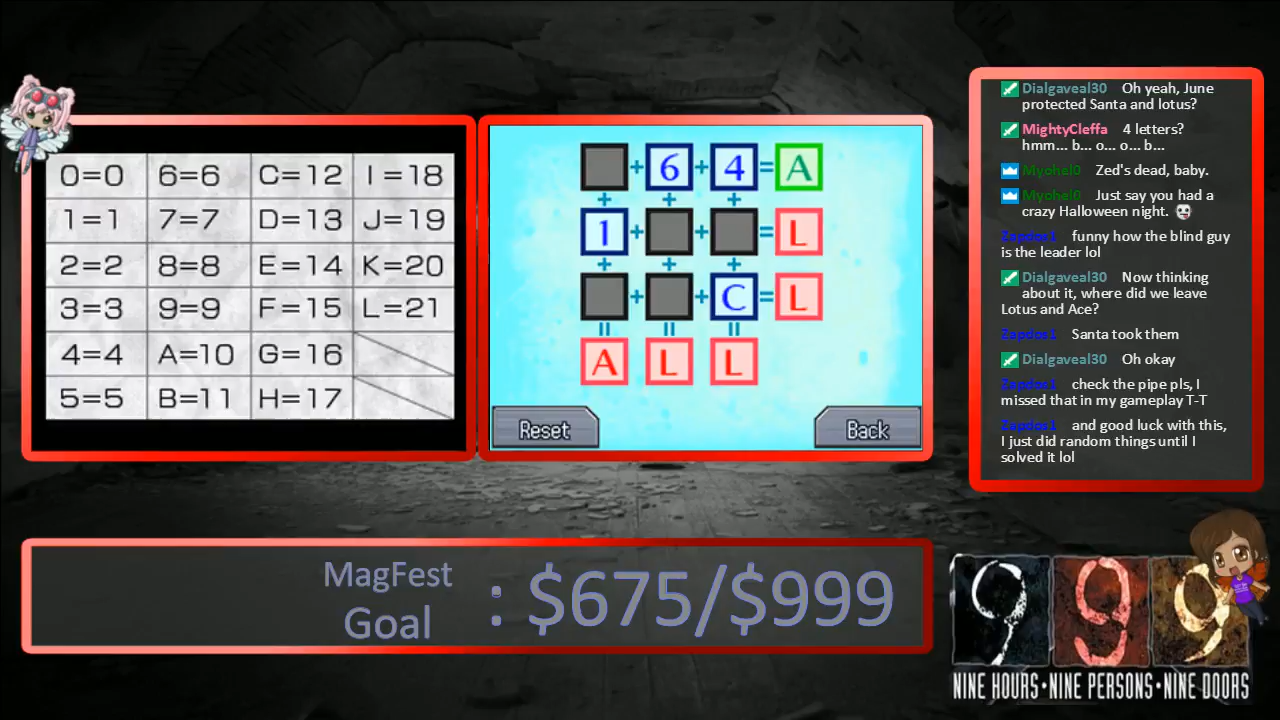 0=0 6=6 C=12 I=18
1=1 7=7 D=13 J=19
2=2 8=8 E=14 K=20
3=3 9=9 F=15 L=21
4=4 A=10 G=16
5=5 B=11 H=17
+ 6 + 4 = A
+ + +
1 + + = L
+ + +
+ + C = L
= = =
A L L
Reset Back
Dialgaveal30 Oh yeah, June
protected Santa and lotus?
MightyCleffa 4 letters?
hmm... b... o... o... b...
Myohel0 Zed's dead, baby.
Myohel0 Just say you had a
crazy Halloween night.
Zapdos1 funny how the blind guy
is the leader lol
Dialgaveal30 Now thinking
about it, where did we leave
Lotus and Ace?
Zapdos1 Santa took them
Dialgaveal30 Oh okay
Zapdos1 check the pipe pls, I
missed that in my gameplay T-T
Zapdos1 and good luck with this,
I just did random things until I
solved it lol
MagFest
Goal : $675/$999
999
NINE HOURS•NINE PERSONS•NINE DOORS